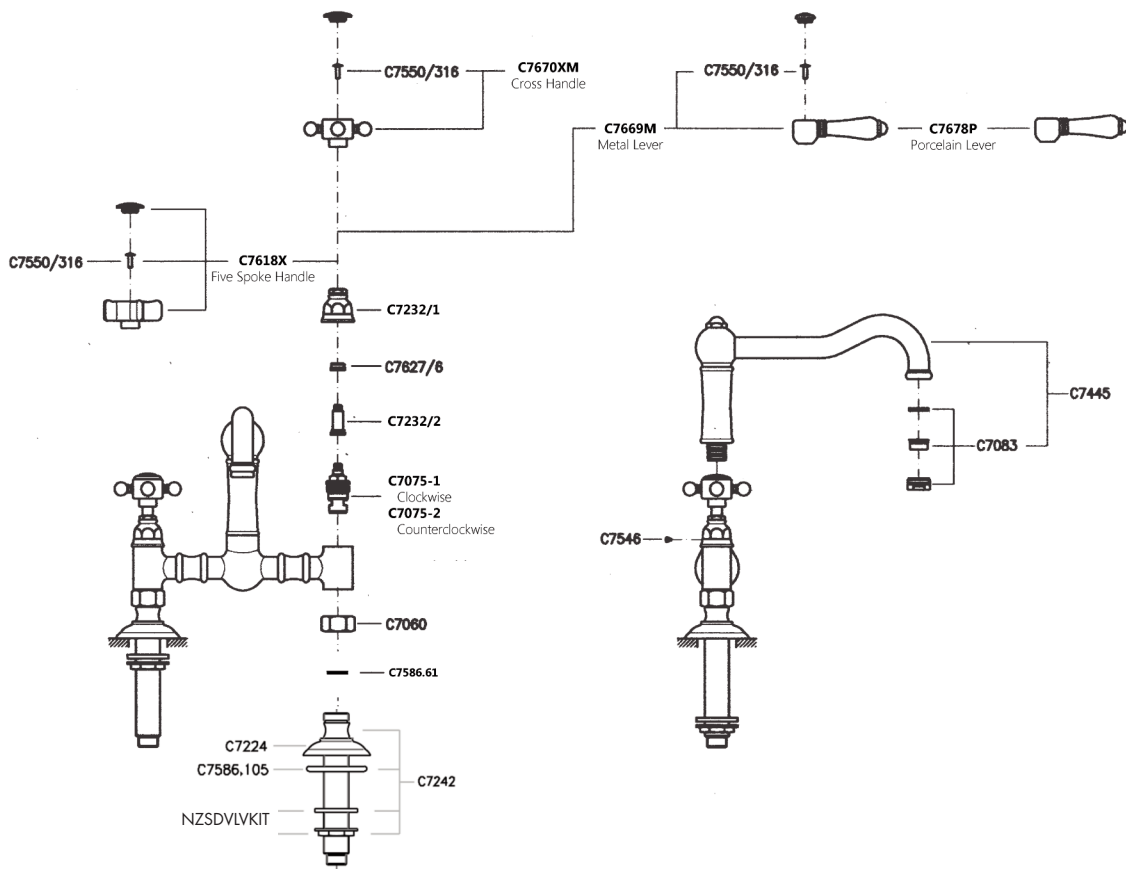 C7550/316
C7670XM
Cross Handle
C7550/316
C7669M
Metal Lever
C7678P
Porcelain Lever
C7550/316
C7618X
Five Spoke Handle
C7232/1
C7627/6
C7232/2
C7445
C7083
C7075-1
Clockwise
C7075-2
Counterclockwise
C7546
C7060
C7586.61
C7224
C7586,105
C7242
NZSDVLVKIT